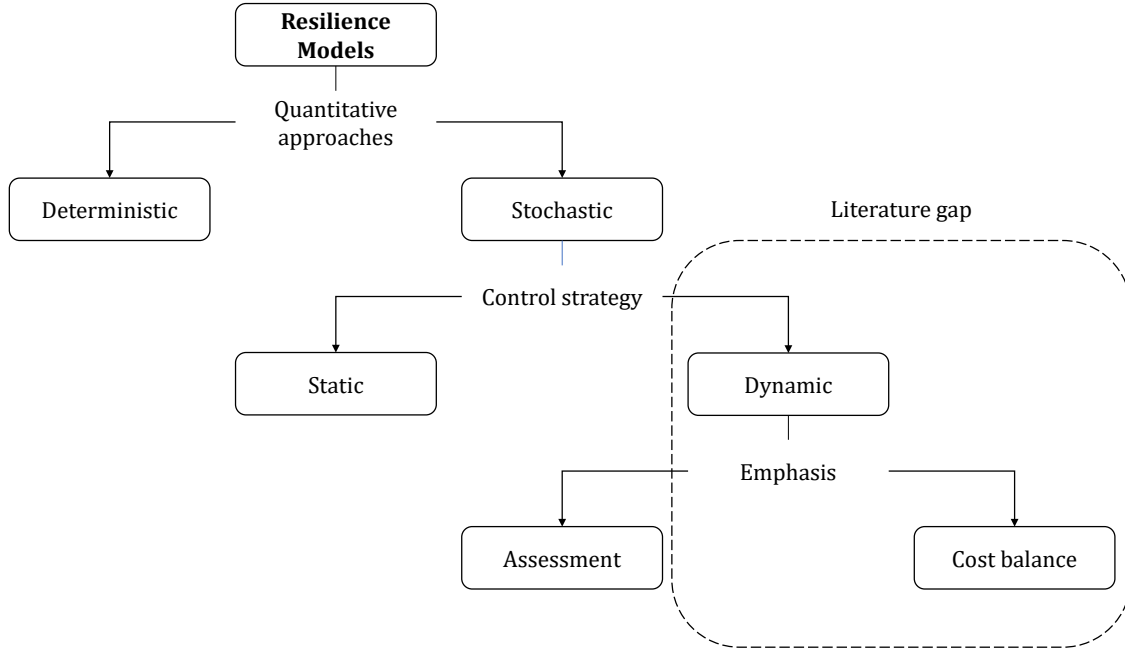 Resilience
Models
Quantitative
approaches
Deterministic
Stochastic
Literature gap
Control strategy
Static
Dynamic
Emphasis
Assessment
Cost balance